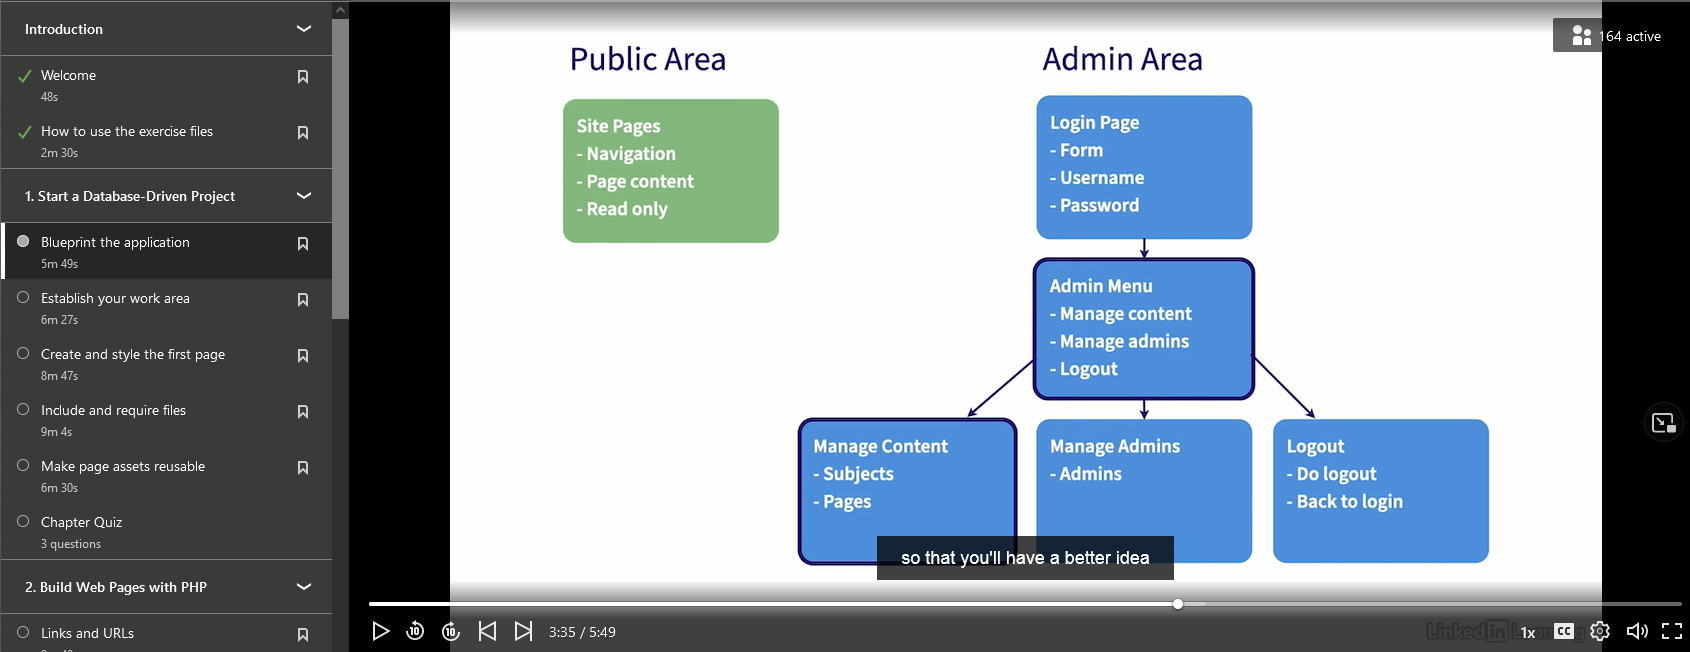 Introduction
Welcome
48s
How to use the exercise files
2m 30s
1. Start a Database-Driven Project
Blueprint the application
5m 49s
Establish your work area
6m 27s
Create and style the first page
8m 47s
Include and require files
9m 4s
Make page assets reusable
6m 30s
Chapter Quiz
3 questions
2. Build Web Pages with PHP
Links and URLs
Public Area
Admin Area
164 active
Site Pages
- Navigation
- Page content
- Read only
Login Page
- Form
- Username
- Password
Admin Menu
- Manage content
- Manage admins
- Logout
Manage Content
- Subjects
- Pages
Manage Admins
- Admins
Logout
- Do logout
- Back to login
so that you'll have a better idea
10
10
3:35 / 5:49
Linked in Learning
1x
CC